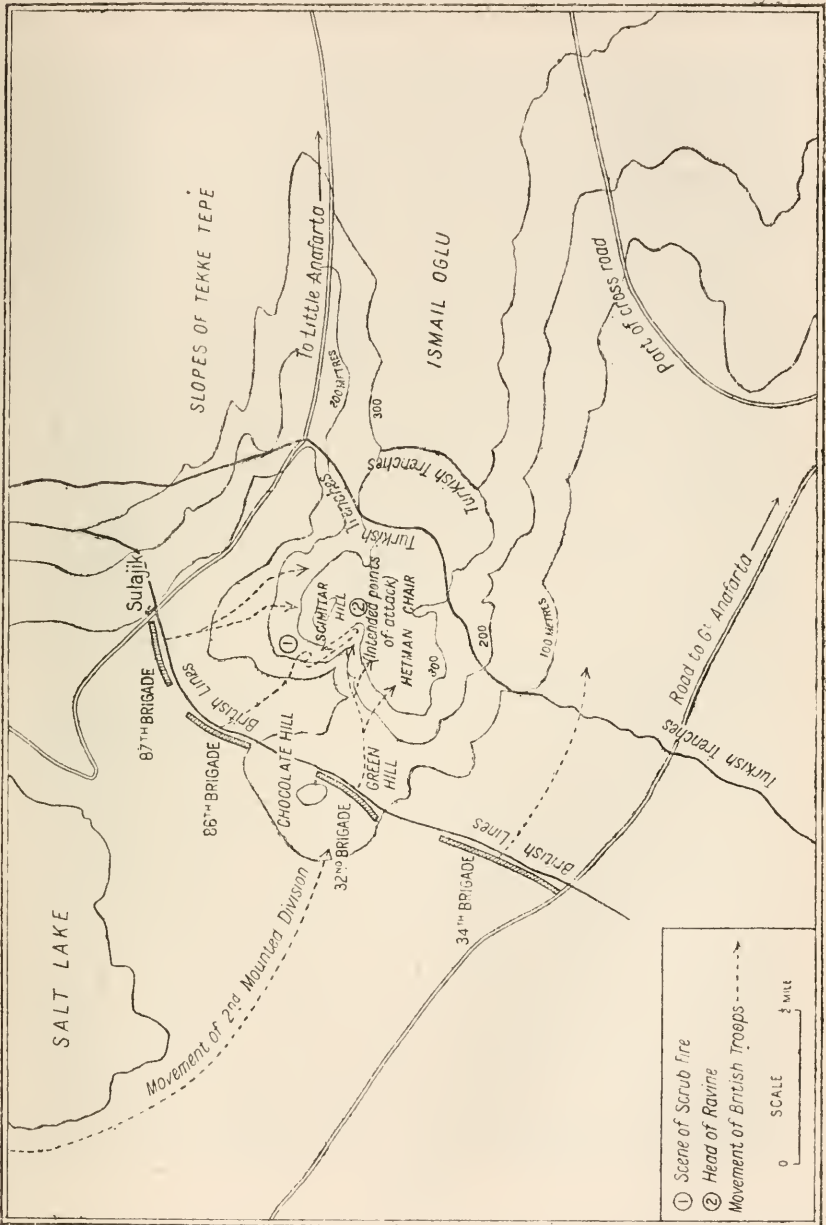 SALT LAKE
Movement of 2nd Mounted Division
SLOPES OF TEKKE TEPE
To Little Anafarta
ISMAIL OGLU
Sulajik
87TH BRIGADE
British Lines
86TH BRIGADE
CHOCOLATE HILL
32ND BRIGADE
GREEN
HILL
34TH BRIGADE
British Lines
①
SCIMITAR
HILL
②
(Intended points
of attack)
HETMAN CHAIR
Turkish Trenches
Turkish Trenches
Turkish Trenches
200 METRES
300
200
100 METRES
Part of cross road
Road to Gt Anafarta
① Scene of Scrub Fire
② Head of Ravine
Movement of British Troops
SCALE
0
½ MILE